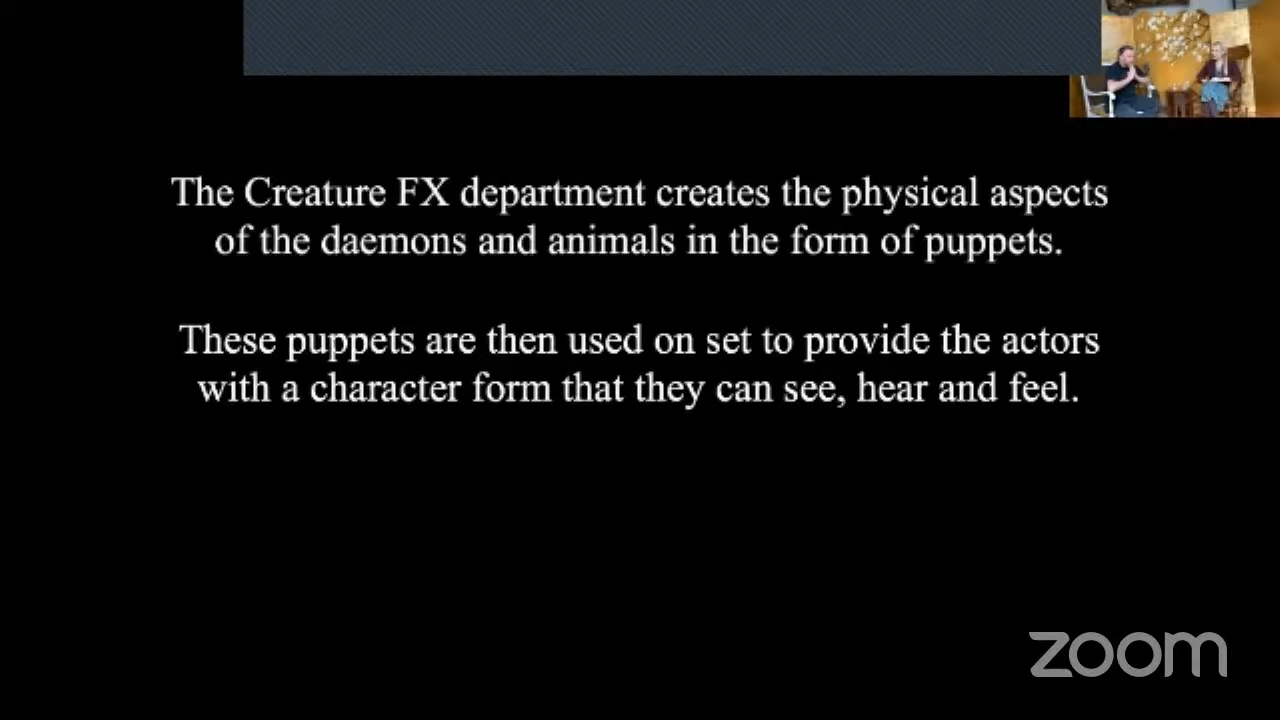 The Creature FX department creates the physical aspects
of the daemons and animals in the form of puppets.
These puppets are then used on set to provide the actors
with a character form that they can see, hear and feel.
zoom